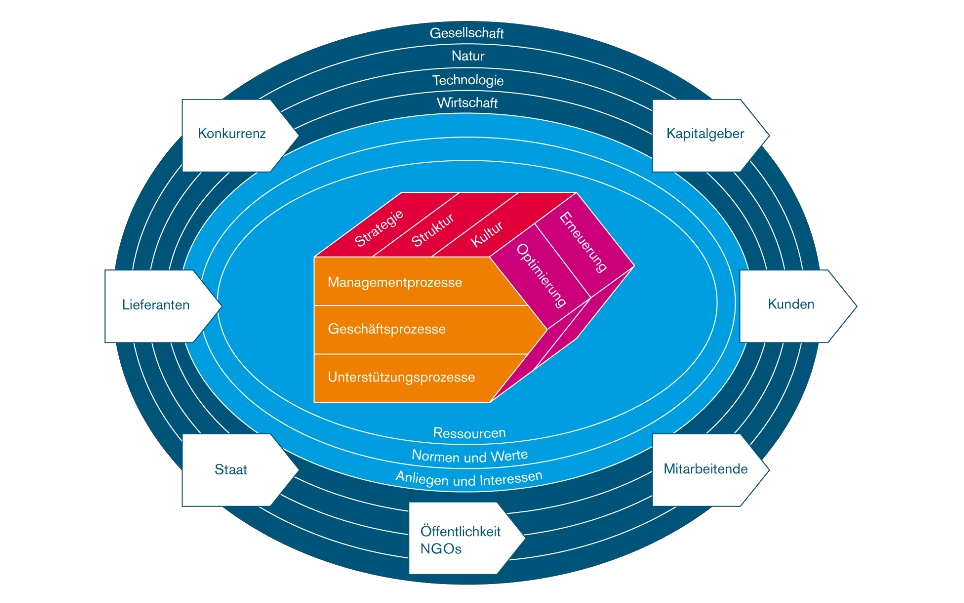 Gesellschaft
Natur
Technologie
Wirtschaft
Konkurrenz
Kapitalgeber
Strategie
Struktur
Kultur
Erneuerung
Optimierung
Managementprozesse
Geschäftsprozesse
Unterstützungsprozesse
Lieferanten
Kunden
Ressourcen
Normen und Werte
Anliegen und Interessen
Staat
Mitarbeitende
Öffentlichkeit
NGOs